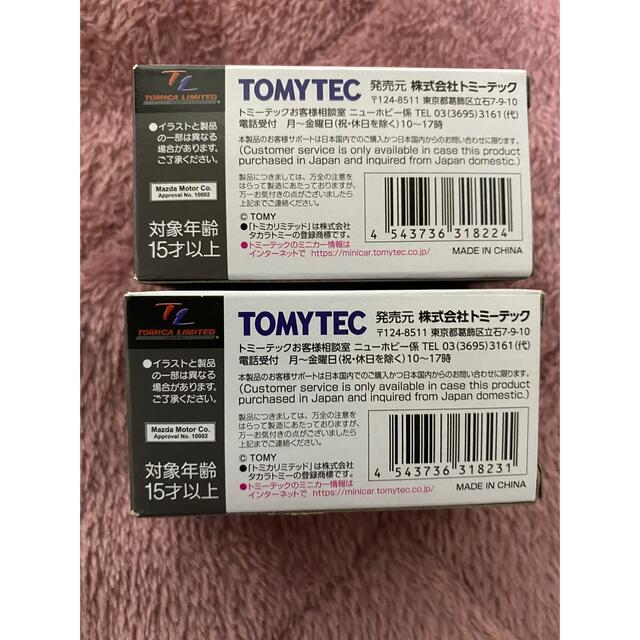 TL
TOMICA LIMITED
●イラストと製品
の一部は異なる
場合があります。
ご了承ください。
Mazda Motor Co.
Approval No. 10002
対象年齢
15才以上
TOMYTEC 発売元 株式会社トミーテック
〒124-8511 東京都葛飾区立石7-9-10
トミーテックお客様相談室 ニューホビー係 TEL 03(3695)3161(代)
電話受付 月〜金曜日(祝・休日を除く)10〜17時
本製品のお客様サポートは日本国内でのご購入かつ日本国内からのお問い合わせに限ります。
(Customer service is only available in case this product
purchased in Japan and inquired from Japan domestic.)
製品につきましては、万全の注意を
はらって製造にあたっておりますが、
万一お気付きの点がございましたら
上記までご連絡ください。
© TOMY
●「トミカリミテッド」は株式会社
タカラトミーの登録商標です。
●トミーテックのミニカー情報は
インターネットで https://minicar.tomytec.co.jp/
4 543736 318224
MADE IN CHINA
TL
TOMICA LIMITED
●イラストと製品
の一部は異なる
場合があります。
ご了承ください。
Mazda Motor Co.
Approval No. 10002
対象年齢
15才以上
TOMYTEC 発売元 株式会社トミーテック
〒124-8511 東京都葛飾区立石7-9-10
トミーテックお客様相談室 ニューホビー係 TEL 03(3695)3161(代)
電話受付 月〜金曜日(祝・休日を除く)10〜17時
本製品のお客様サポートは日本国内でのご購入かつ日本国内からのお問い合わせに限ります。
(Customer service is only available in case this product
purchased in Japan and inquired from Japan domestic.)
製品につきましては、万全の注意を
はらって製造にあたっておりますが、
万一お気付きの点がございましたら
上記までご連絡ください。
© TOMY
●「トミカリミテッド」は株式会社
タカラトミーの登録商標です。
●トミーテックのミニカー情報は
インターネットで https://minicar.tomytec.co.jp/
4 543736 318231
MADE IN CHINA